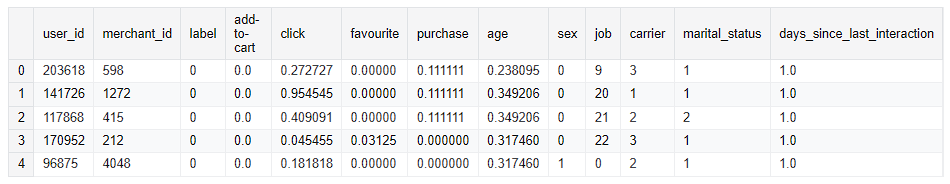 user_id merchant_id label add-to-cart click favourite purchase age sex job carrier marital_status days_since_last_interaction
0 203618 598 0 0.0 0.272727 0.00000 0.111111 0.238095 0 9 3 1 1.0
1 141726 1272 0 0.0 0.954545 0.00000 0.111111 0.349206 0 20 1 1 1.0
2 117868 415 0 0.0 0.409091 0.00000 0.111111 0.349206 0 21 2 2 1.0
3 170952 212 0 0.0 0.045455 0.03125 0.000000 0.317460 0 22 3 1 1.0
4 96875 4048 0 0.0 0.181818 0.00000 0.000000 0.317460 1 0 2 1 1.0